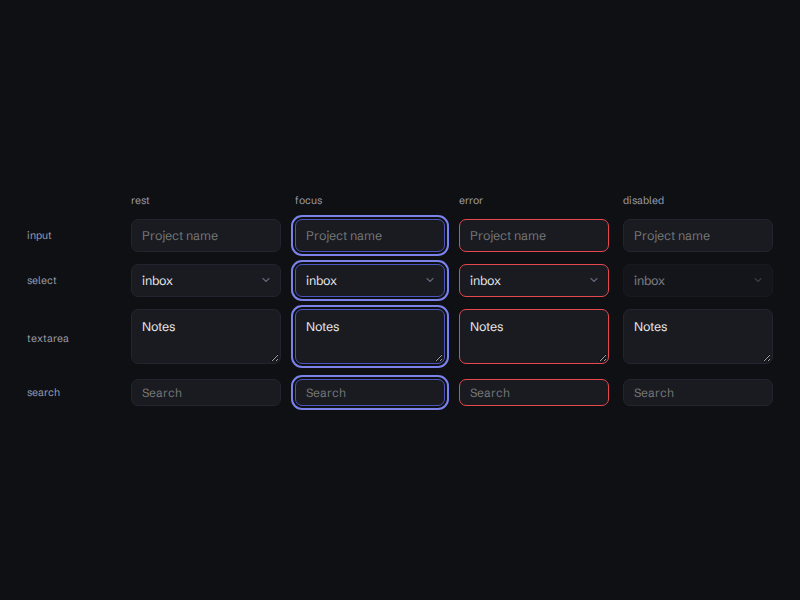 rest focus error disabled
input Project name Project name Project name Project name
select inbox inbox inbox inbox
textarea Notes Notes Notes Notes
search Search Search Search Search